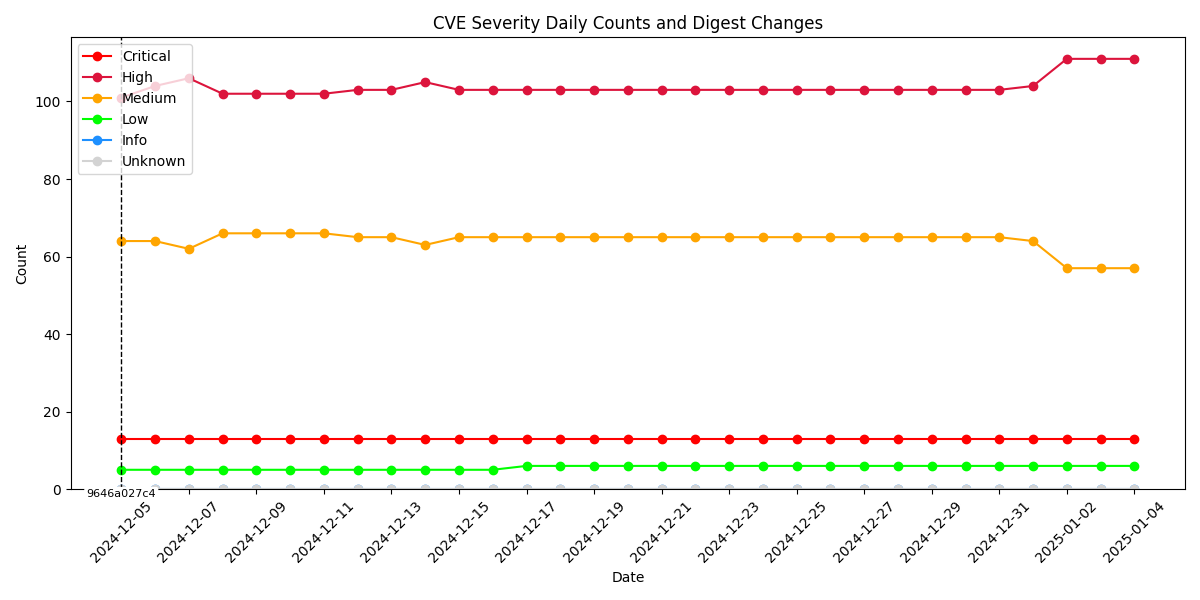 CVE Severity Daily Counts and Digest Changes
Critical
High
Medium
Low
Info
Unknown
Count
100
80
60
40
20
0
9646a027c4
2024-12-05
2024-12-07
2024-12-09
2024-12-11
2024-12-13
2024-12-15
2024-12-17
2024-12-19
2024-12-21
2024-12-23
2024-12-25
2024-12-27
2024-12-29
2024-12-31
2025-01-02
2025-01-04
Date